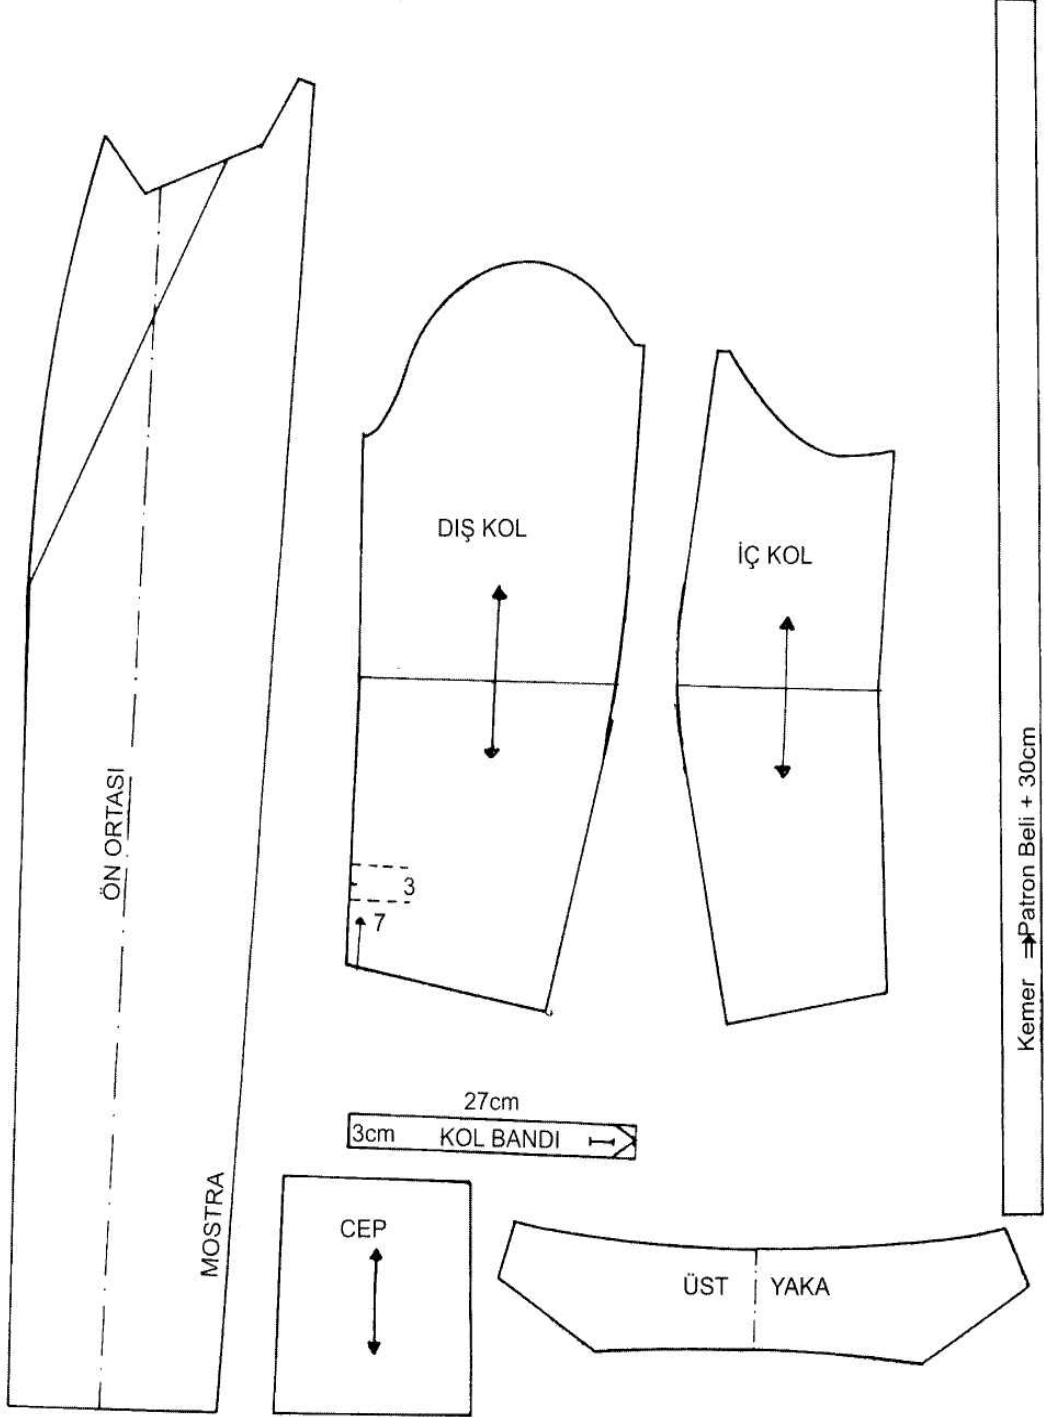 DIŞ KOL
İÇ KOL
ÖN ORTASI
Kemer ⇒Patron Beli + 30cm
3
7
27cm
3cm KOL BANDI
MOSTRA
CEP
ÜST YAKA